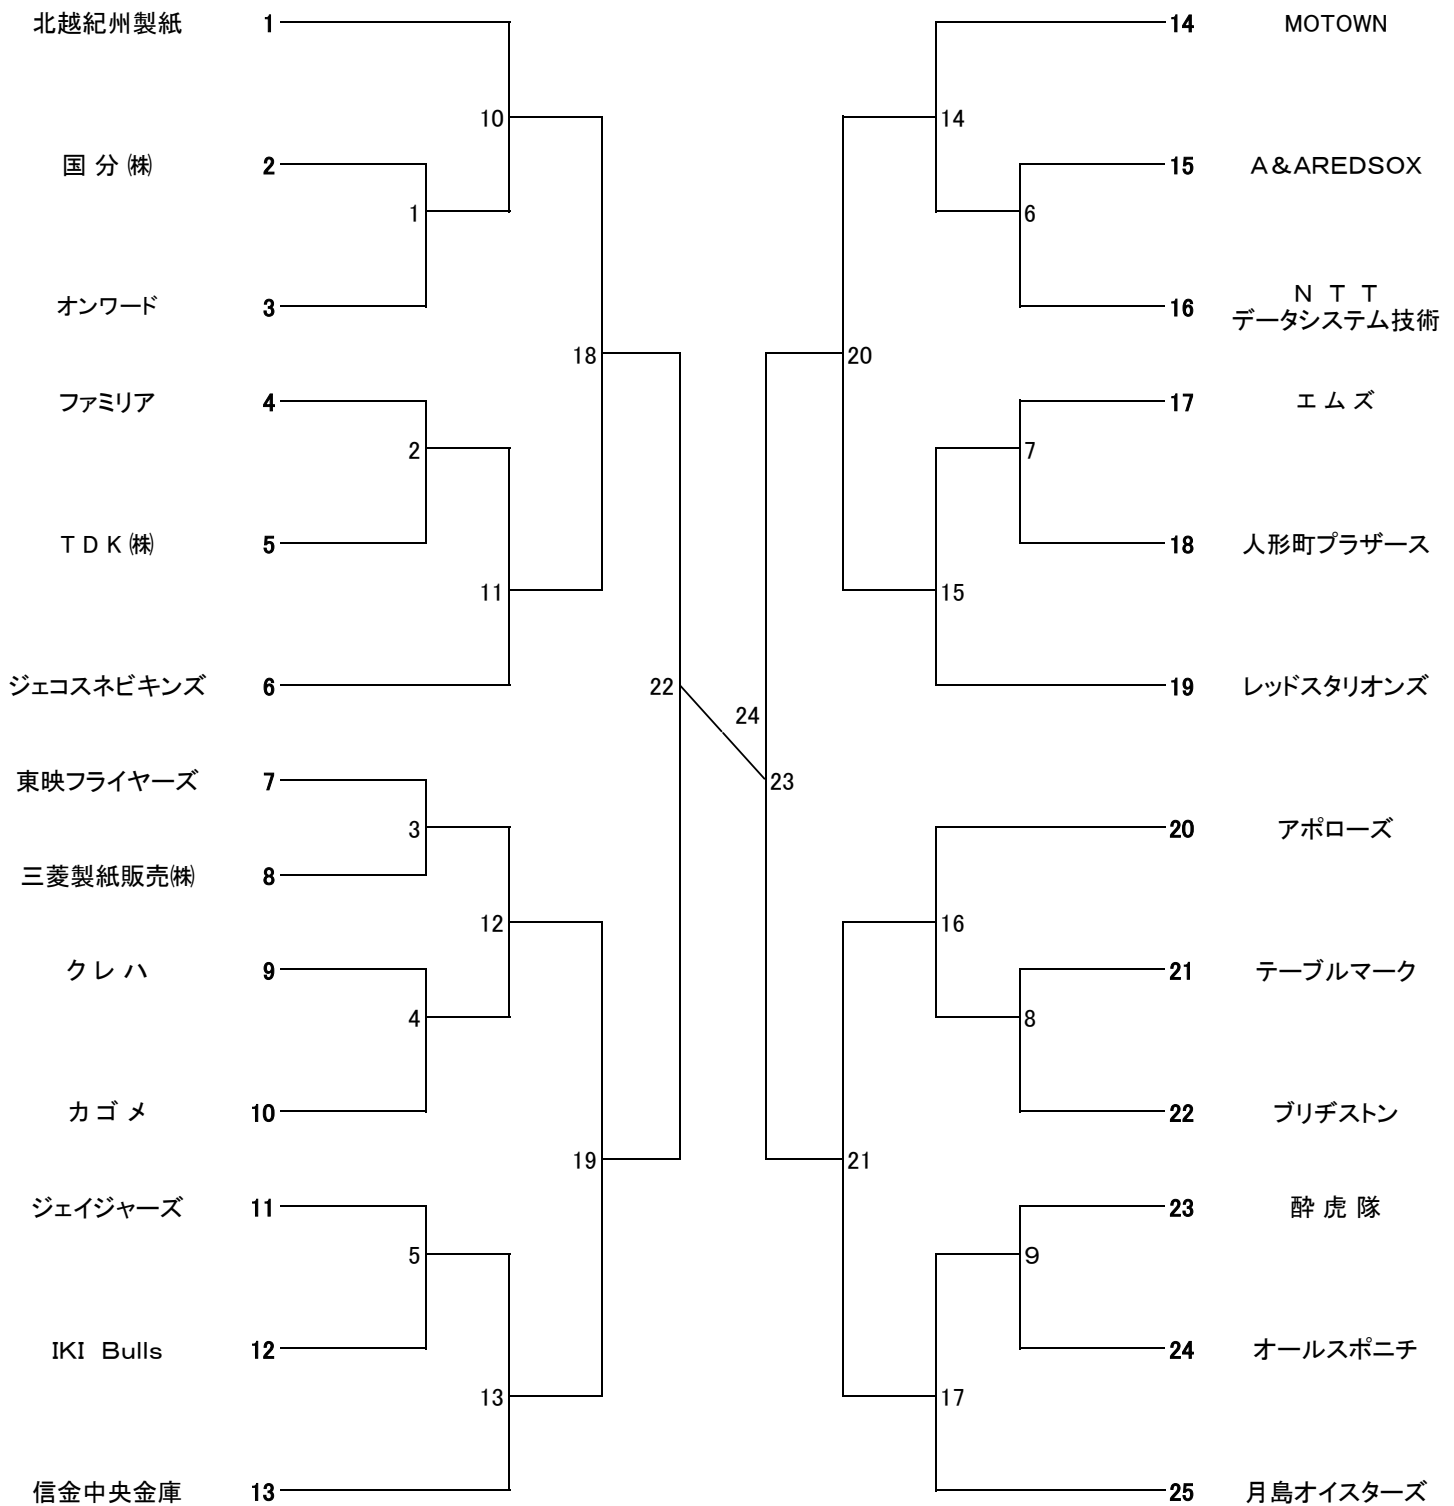 北越紀州製紙 1
国 分 ㈱ 2
オンワード 3
ファミリア 4
T D K ㈱ 5
ジェコスネビキンズ 6
東映フライヤーズ 7
三菱製紙販売㈱ 8
ク レ ハ 9
カ ゴ メ 10
ジェイジャーズ 11
IKI Bulls 12
信金中央金庫 13
1
2
3
4
5
10
11
12
13
18
19
22
24
23
20
21
14
15
16
17
6
7
8
9
14 MOTOWN
15 A&AREDSOX
16 N T T
データシステム技術
17 エ ム ズ
18 人形町プラザース
19 レッドスタリオンズ
20 アポローズ
21 テーブルマーク
22 ブリヂストン
23 酔 虎 隊
24 オールスポニチ
25 月島オイスターズ